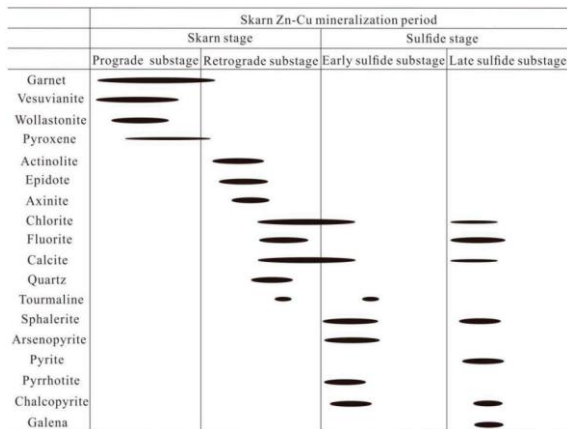 Skarn Zn-Cu mineralization period
Skarn stage Sulfide stage
Prograde substage Retrograde substage Early sulfide substage Late sulfide substage
Garnet
Vesuvianite
Wollastonite
Pyroxene
Actinolite
Epidote
Axinite
Chlorite
Fluorite
Calcite
Quartz
Tourmaline
Sphalerite
Arsenopyrite
Pyrite
Pyrrhotite
Chalcopyrite
Galena